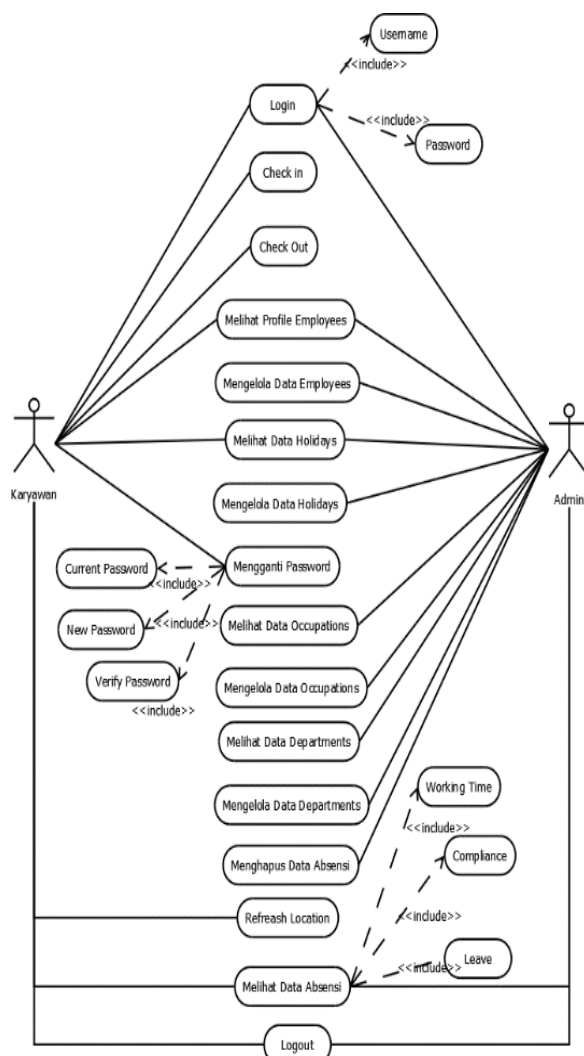 Username
<<include>>
Login
<<include>>
Password
Check in
Check Out
Melihat Profile Employees
Mengelola Data Employees
Melihat Data Holidays
Karyawan
Admin
Mengelola Data Holidays
Current Password
<<include>>
Mengganti Password
New Password
<<include>>
Melihat Data Occupations
Verify Password
<<include>>
Mengelola Data Occupations
Melihat Data Departments
Working Time
Mengelola Data Departments
<<include>>
Compliance
Menghapus Data Absensi
Refreash Location
<<include>>
Leave
<<include>>
Melihat Data Absensi
Logout